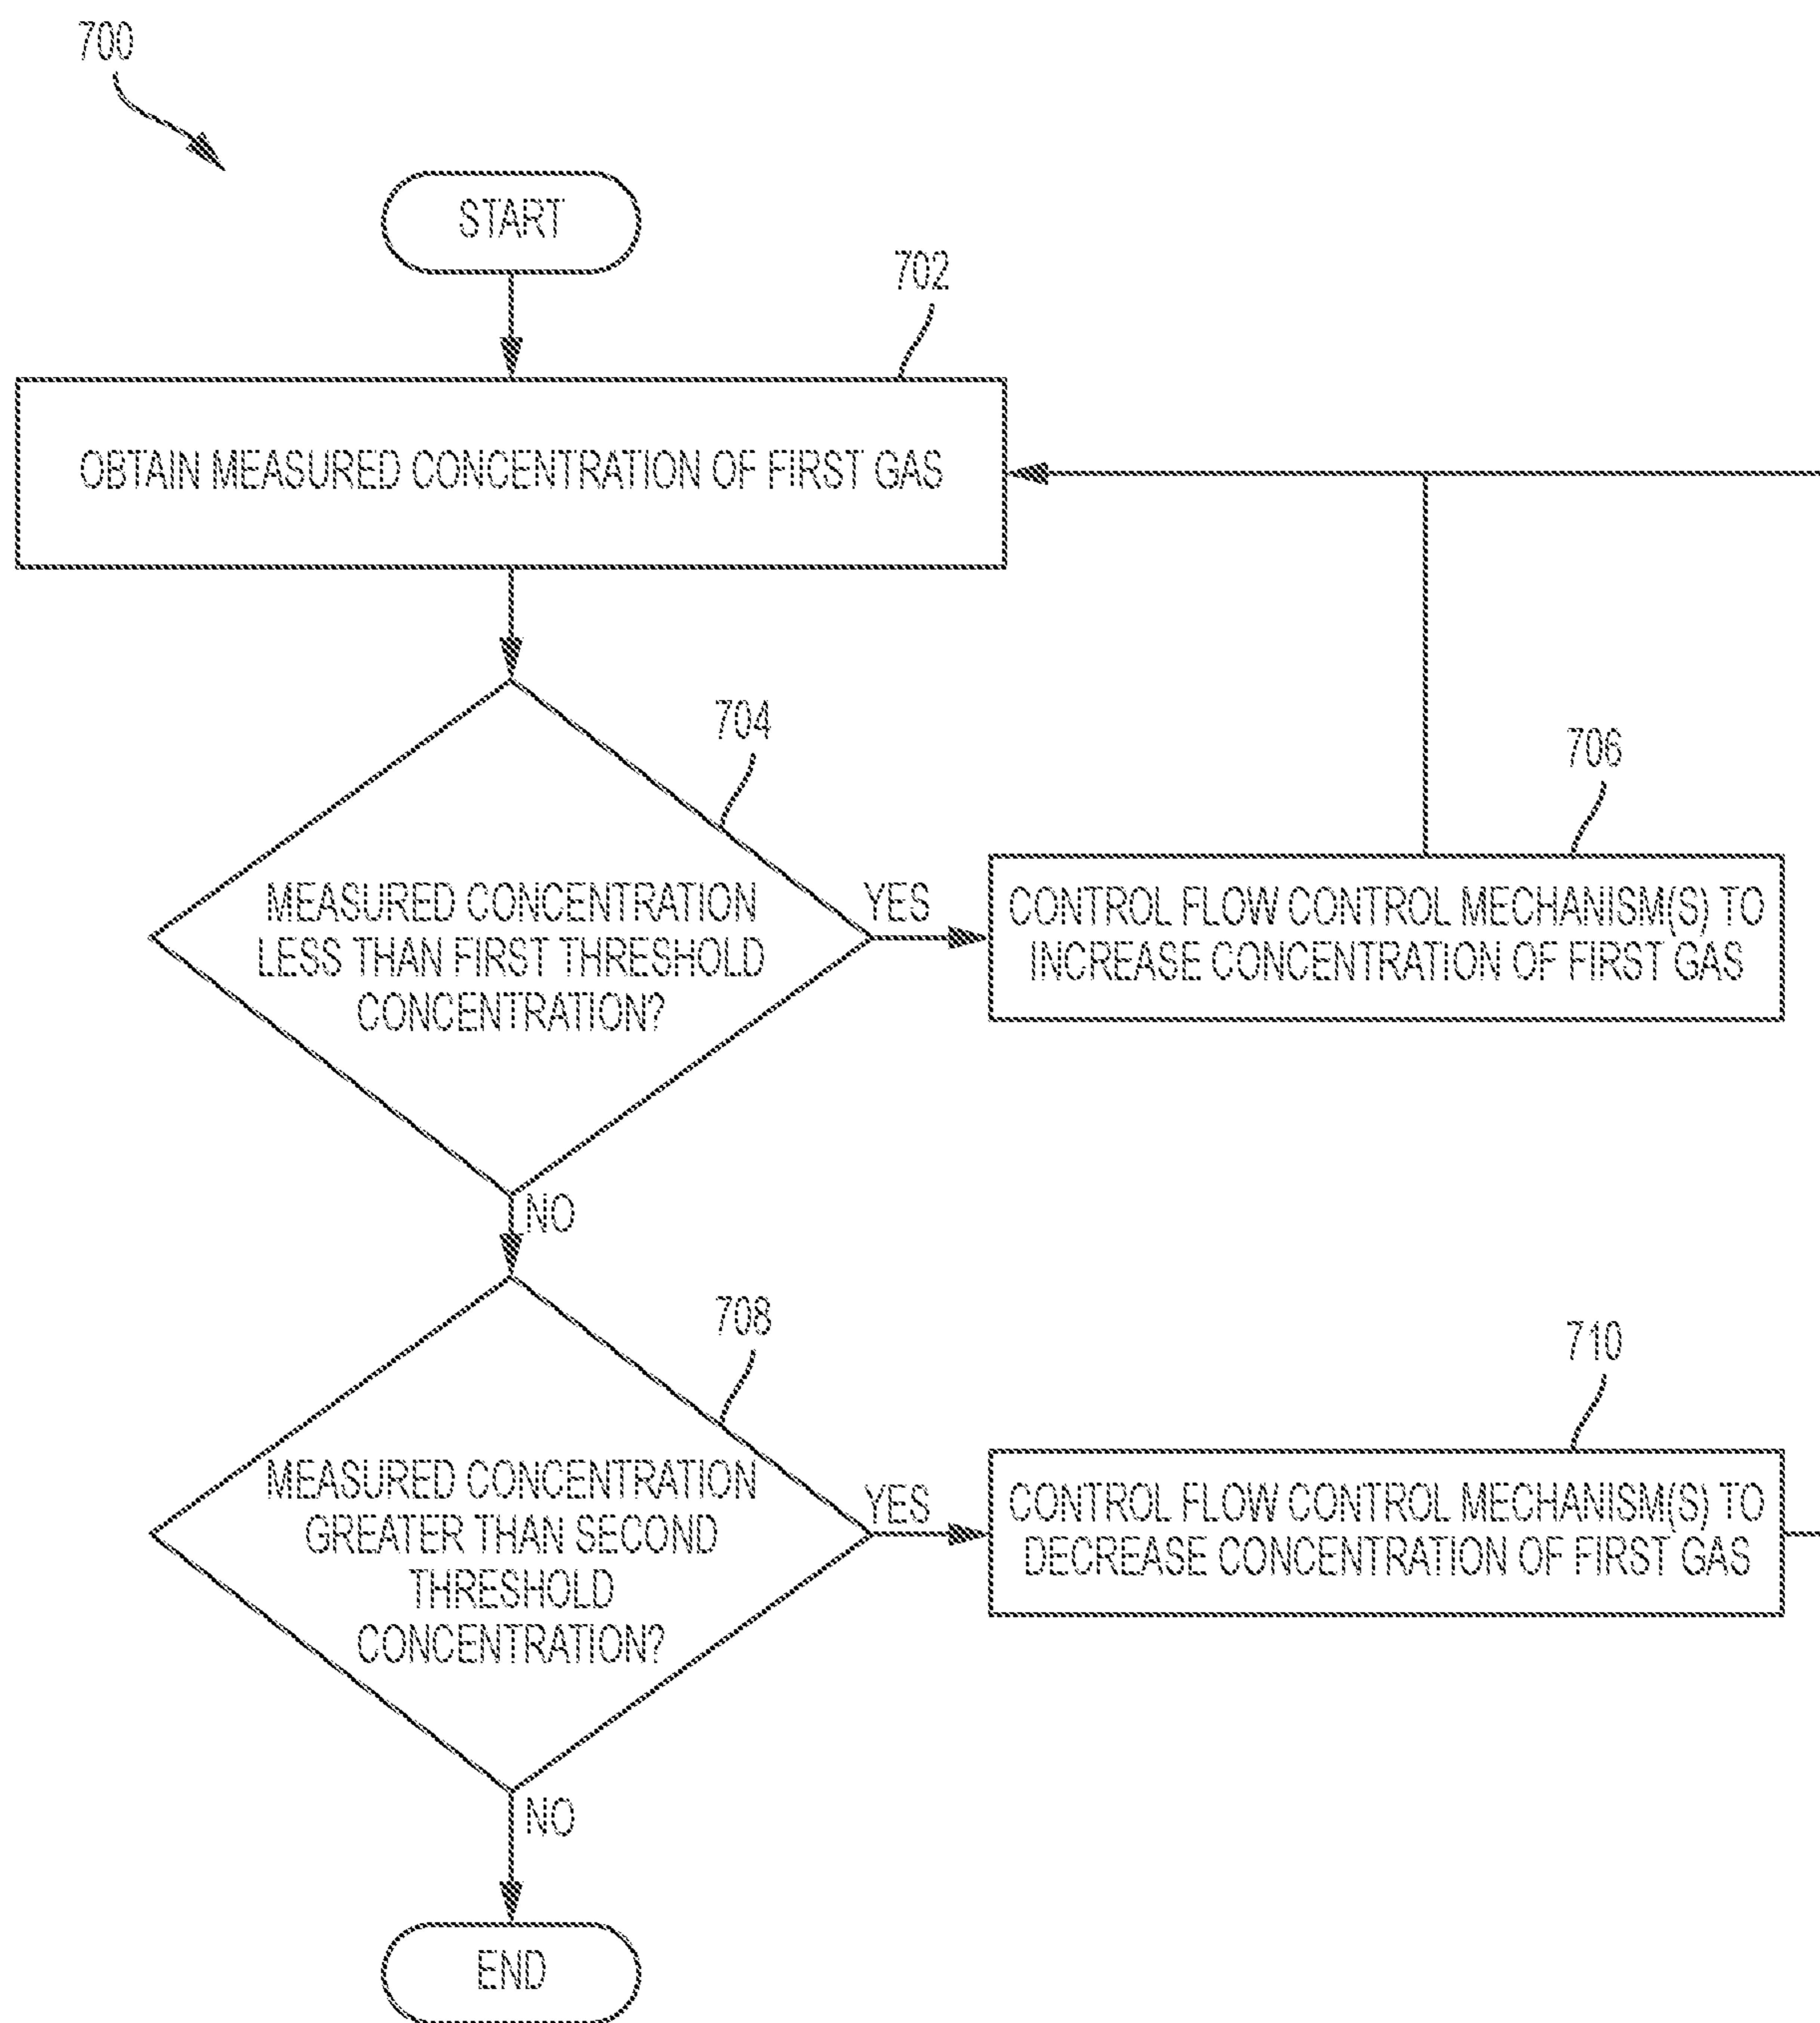 700
START
702
OBTAIN MEASURED CONCENTRATION OF FIRST GAS
704
MEASURED CONCENTRATION
LESS THAN FIRST THRESHOLD
CONCENTRATION?
YES
706
CONTROL FLOW CONTROL MECHANISM(S) TO
INCREASE CONCENTRATION OF FIRST GAS
NO
708
MEASURED CONCENTRATION
GREATER THAN SECOND
THRESHOLD
CONCENTRATION?
YES
710
CONTROL FLOW CONTROL MECHANISM(S) TO
DECREASE CONCENTRATION OF FIRST GAS
NO
END